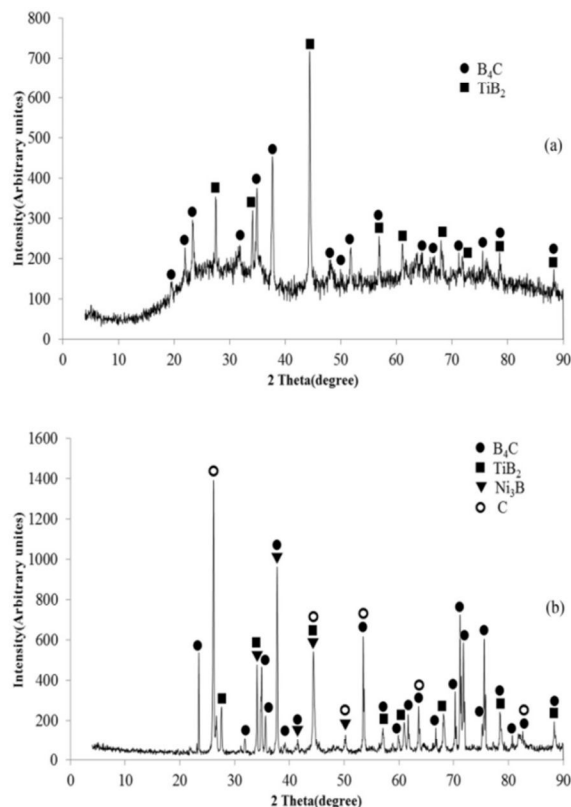 800
700
600
500
400
300
200
100
0
Intensity(Arbitrary unites)
B4C
TiB2
(a)
0 10 20 30 40 50 60 70 80 90
2 Theta(degree)
1600
1400
1200
1000
800
600
400
200
0
Intensity (Arbitrary unites)
B4C
TiB2
Ni3B
C
(b)
0 10 20 30 40 50 60 70 80 90
2 Theta(degree)